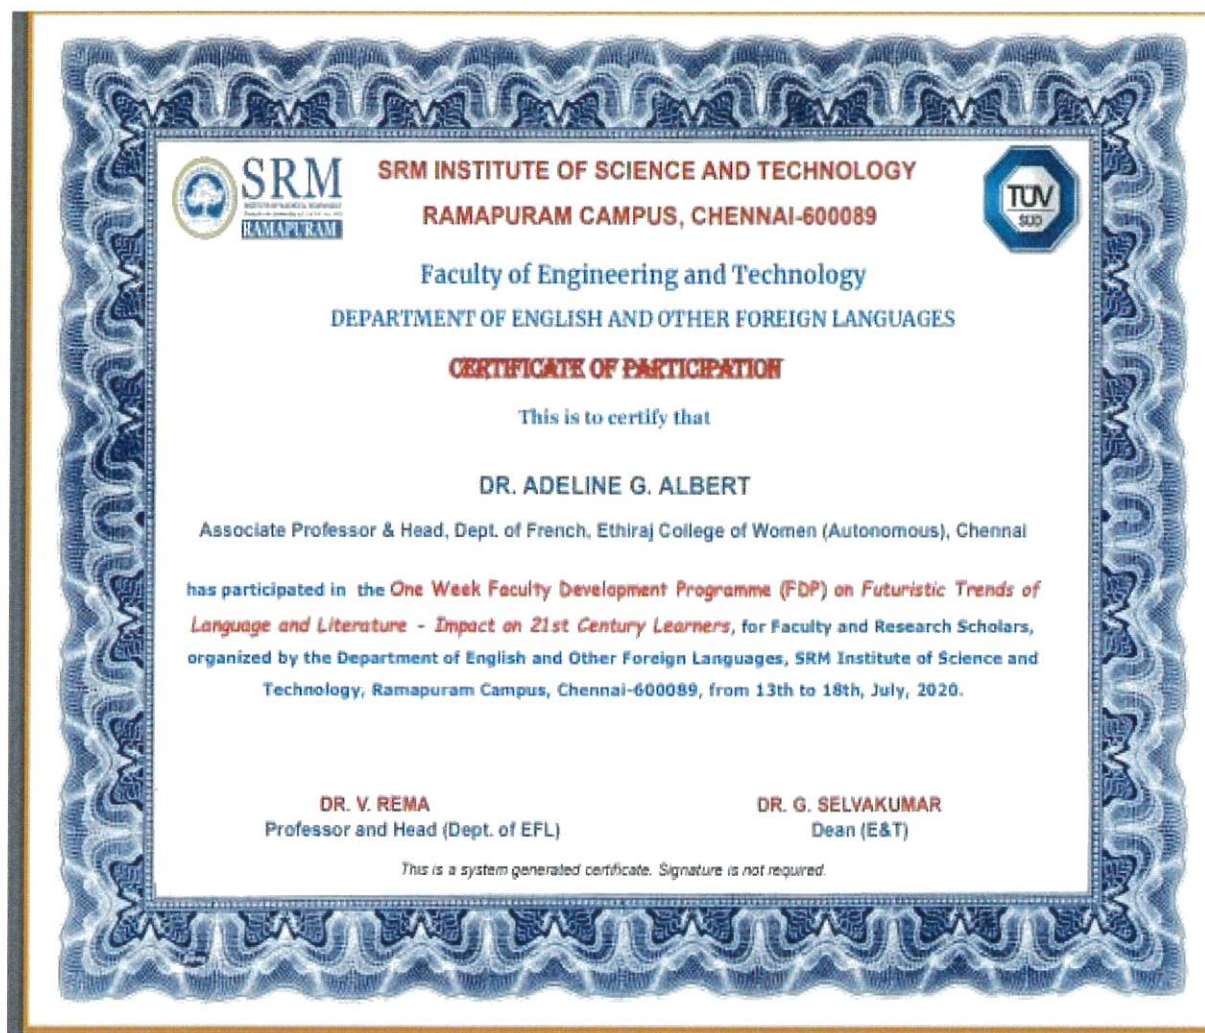 SRM
RAMAPURAM
SRM INSTITUTE OF SCIENCE AND TECHNOLOGY
RAMAPURAM CAMPUS, CHENNAI-600089
TÜV
SÜD
Faculty of Engineering and Technology
DEPARTMENT OF ENGLISH AND OTHER FOREIGN LANGUAGES
CERTIFICATE OF PARTICIPATION
This is to certify that
DR. ADELINE G. ALBERT
Associate Professor & Head, Dept. of French, Ethiraj College of Women (Autonomous), Chennai
has participated in the One Week Faculty Development Programme (FDP) on Futuristic Trends of
Language and Literature - Impact on 21st Century Learners, for Faculty and Research Scholars,
organized by the Department of English and Other Foreign Languages, SRM Institute of Science and
Technology, Ramapuram Campus, Chennai-600089, from 13th to 18th, July, 2020.
DR. V. REMA
Professor and Head (Dept. of EFL)
DR. G. SELVAKUMAR
Dean (E&T)
This is a system generated certificate. Signature is not required.